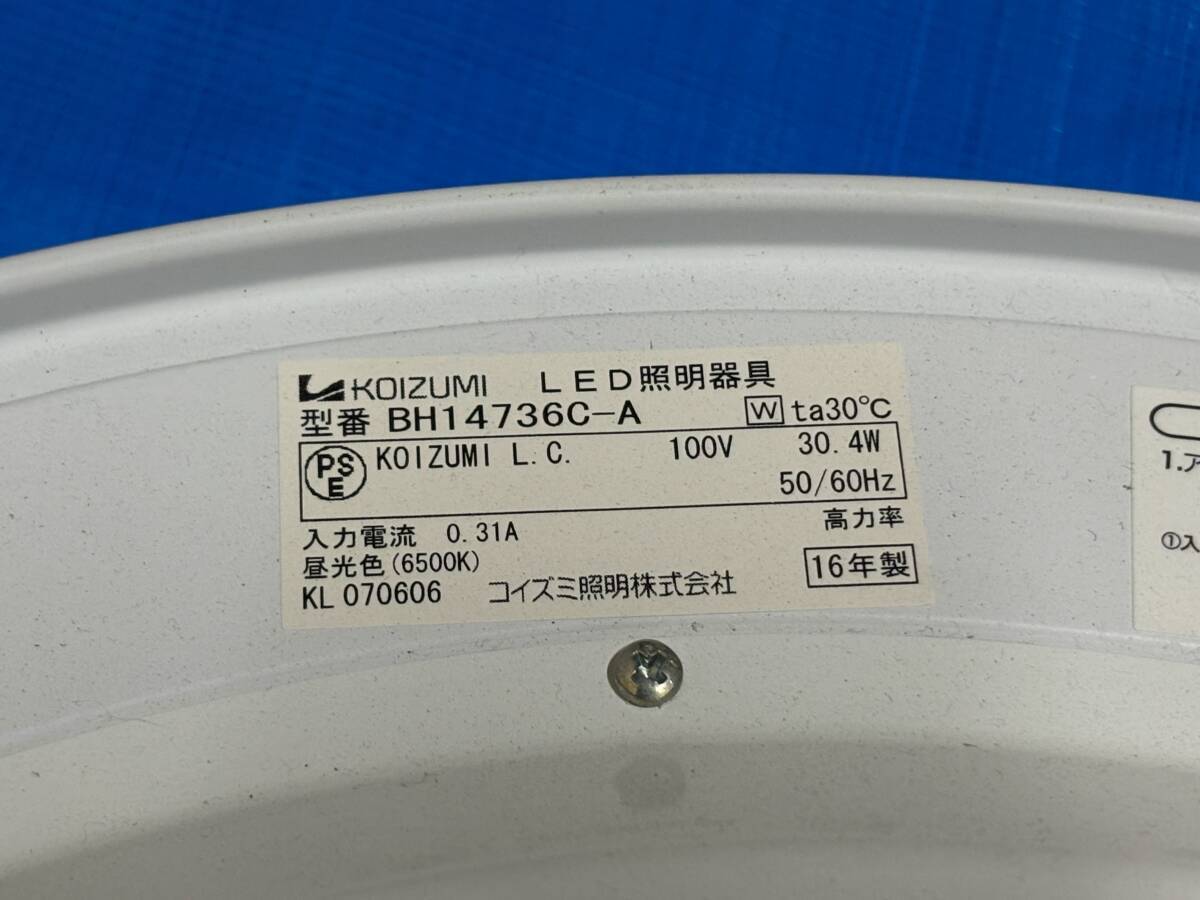 KOIZUMI LED照明器具
型番 BH14736C-A W ta30℃
PSE KOIZUMI L.C. 100V 30.4W
50/60Hz
入力電流 0.31A 高力率
昼光色(6500K)
KL 070606 コイズミ照明株式会社 16年製
1.ア
①入